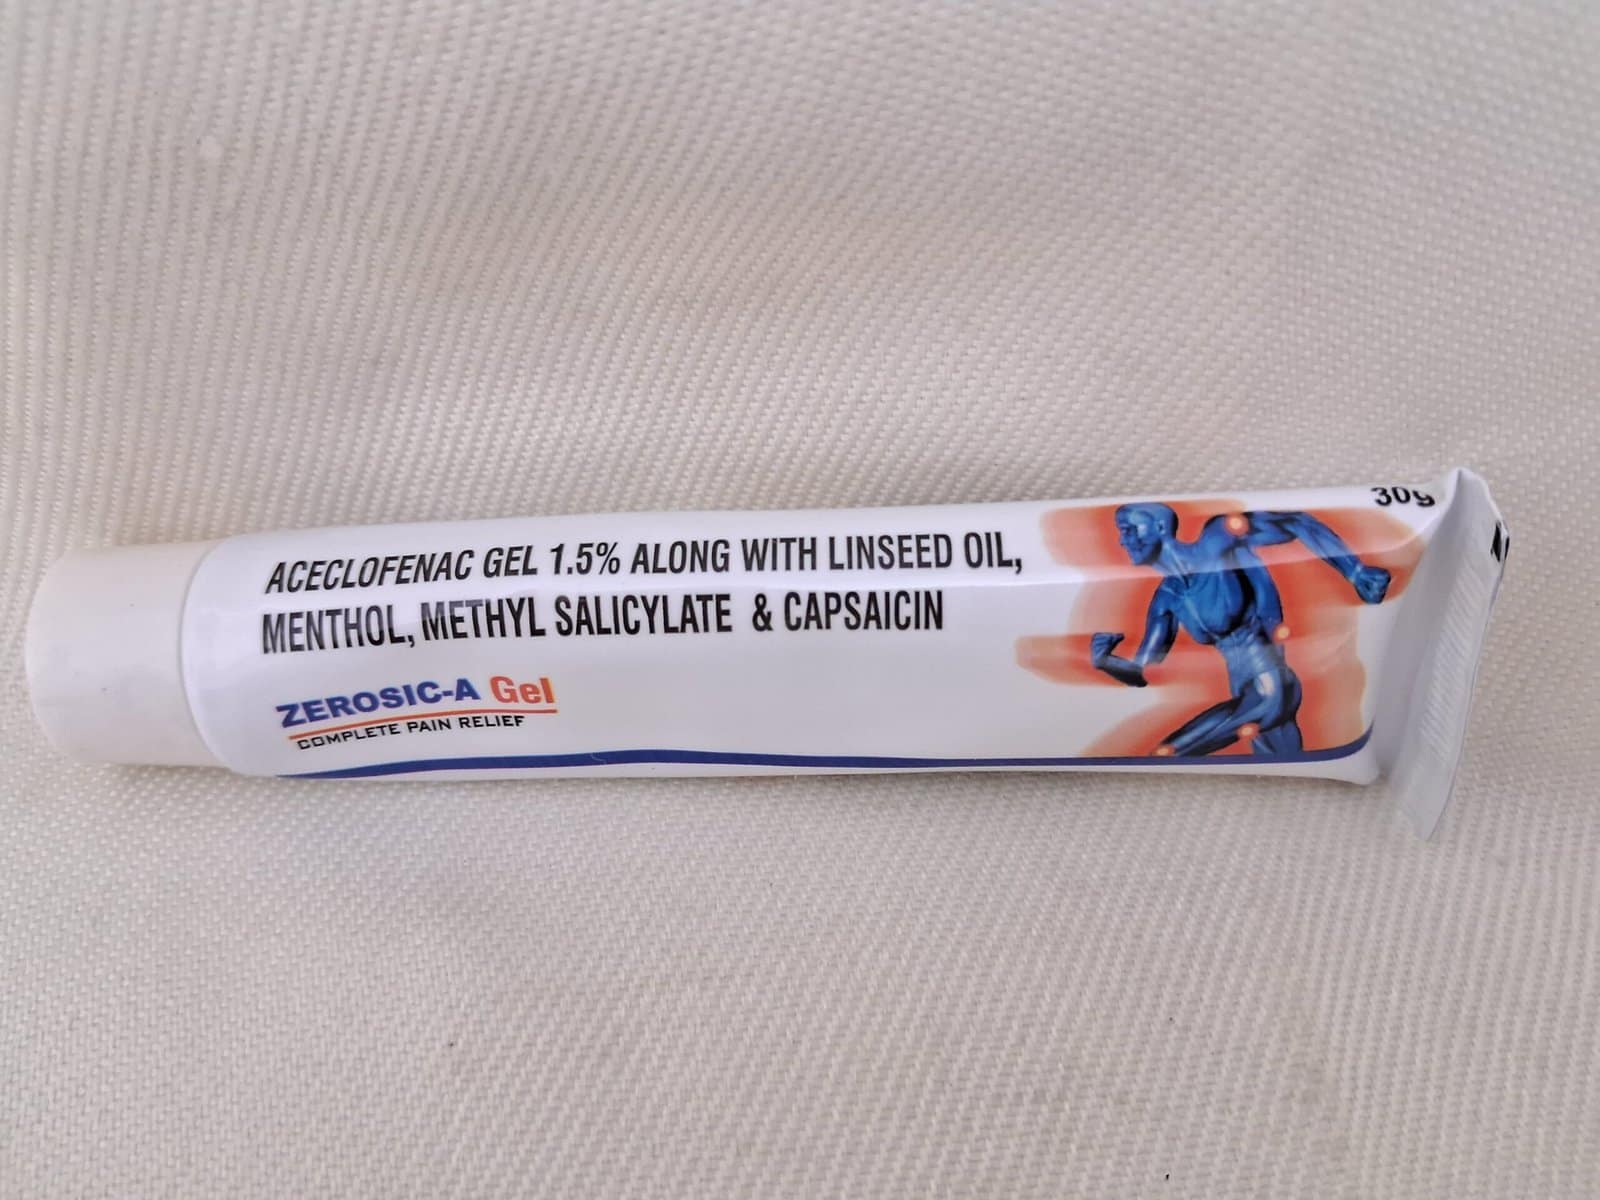 30g
ACECLOFENAC GEL 1.5% ALONG WITH LINSEED OIL,
MENTHOL, METHYL SALICYLATE & CAPSAICIN
ZEROSIC-A Gel
COMPLETE PAIN RELIEF